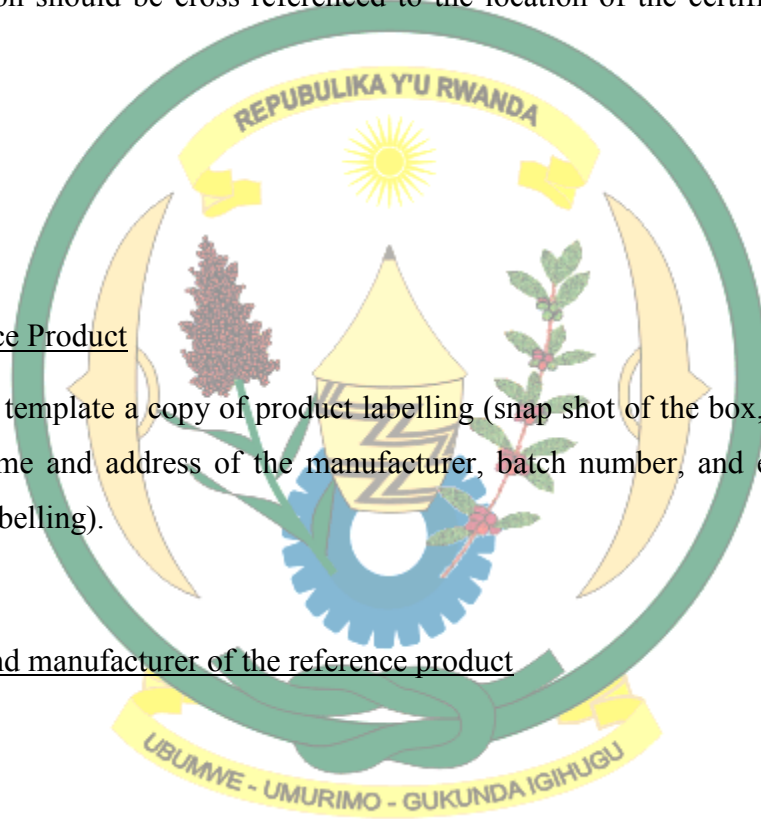 on should be cross referenced to the location of the certifi
REPUBULIKA Y'U RWANDA
ce Product
template a copy of product labelling (snap shot of the box,
me and address of the manufacturer, batch number, and e
belling).
nd manufacturer of the reference product
UBUMWE - UMURIMO - GUKUNDA IGIHUGU